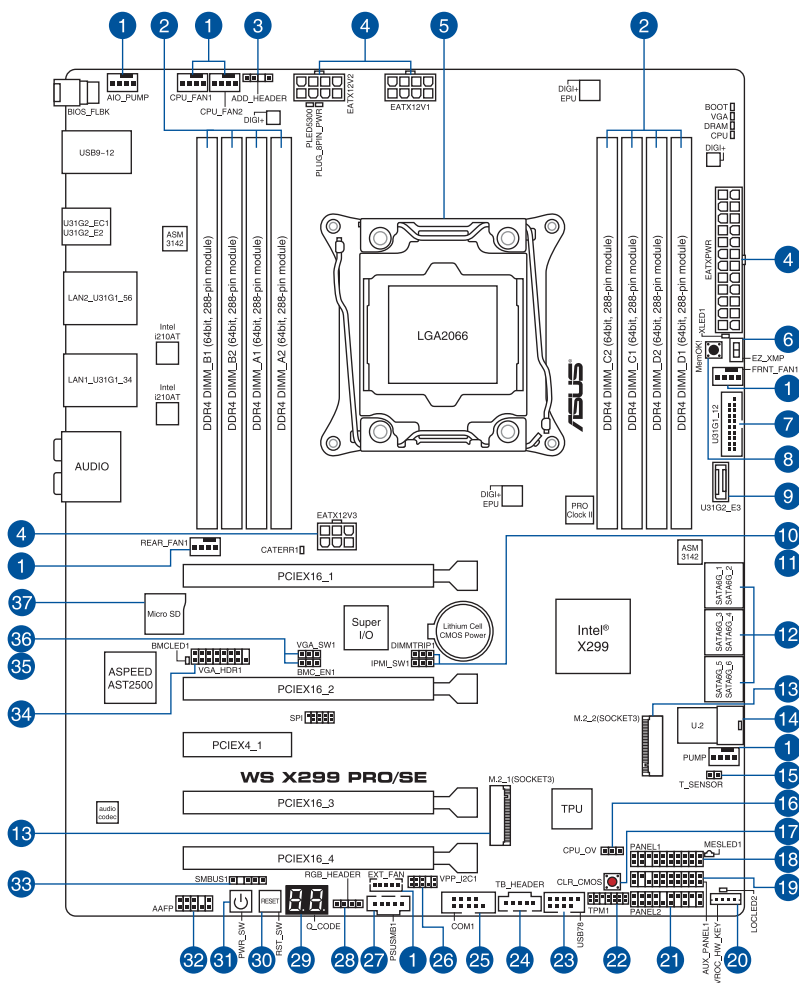 1
2
1
3
4
5
2
AIO_PUMP
CPU_FAN1
CPU_FAN2
ADD_HEADER
BIOS_FLBK
DIGI+
PLED5300
PLUG_8PIN_PWR
EATX12V2
EATX12V1
DIGI+
EPU
BOOT
VGA
DRAM
CPU
DIGI+
USB9-12
U31G2_EC1
U31G2_E2
ASM
3142
LAN2_U31G1_56
Intel
i210AT
LAN1_U31G1_34
Intel
i210AT
AUDIO
DDR4 DIMM_B1 (64bit, 288-pin module)
DDR4 DIMM_B2 (64bit, 288-pin module)
DDR4 DIMM_A1 (64bit, 288-pin module)
DDR4 DIMM_A2 (64bit, 288-pin module)
LGA2066
ASUS
DDR4 DIMM_C2 (64bit, 288-pin module)
DDR4 DIMM_C1 (64bit, 288-pin module)
DDR4 DIMM_D2 (64bit, 288-pin module)
DDR4 DIMM_D1 (64bit, 288-pin module)
EATXPWR
4
XLED1
MemOK!
6
EZ_XMP
FRNT_FAN1
1
U31G1_12
7
8
U31G2_E3
9
DIGI+
EPU
PRO
Clock II
4
EATX12V3
1
REAR_FAN1
CATERR1
ASM
3142
10
11
PCIEX16_1
37
Micro SD
Super
I/O
Lithium Cell
CMOS Power
Intel®
X299
SATA6G_1
SATA6G_2
SATA6G_3
SATA6G_4
SATA6G_5
SATA6G_6
12
36
35
VGA_SW1
BMC_EN1
DIMMTRIP1
IPMI_SW1
BMCLED1
VGA_HDR1
34
ASPEED
AST2500
PCIEX16_2
13
SPI
M.2_2(SOCKET3)
U.2
14
PCIEX4_1
PUMP
1
WS X299 PRO/SE
M.2_1(SOCKET3)
T_SENSOR
15
audio
codec
PCIEX16_3
TPU
16
13
CPU_OV
17
PCIEX16_4
PANEL1
MESLED1
18
33
SMBUS1
RGB_HEADER
EXT_FAN
VPP_I2C1
CLR_CMOS
19
AAFP
PWR_SW
RESET
RST_SW
Q_CODE
PSUSMB1
COM1
TB_HEADER
USB78
TPM1
PANEL2
AUX_PANEL1
VROC_HW_KEY
LOCLED2
32
31
30
29
28
27
1
26
25
24
23
22
21
20